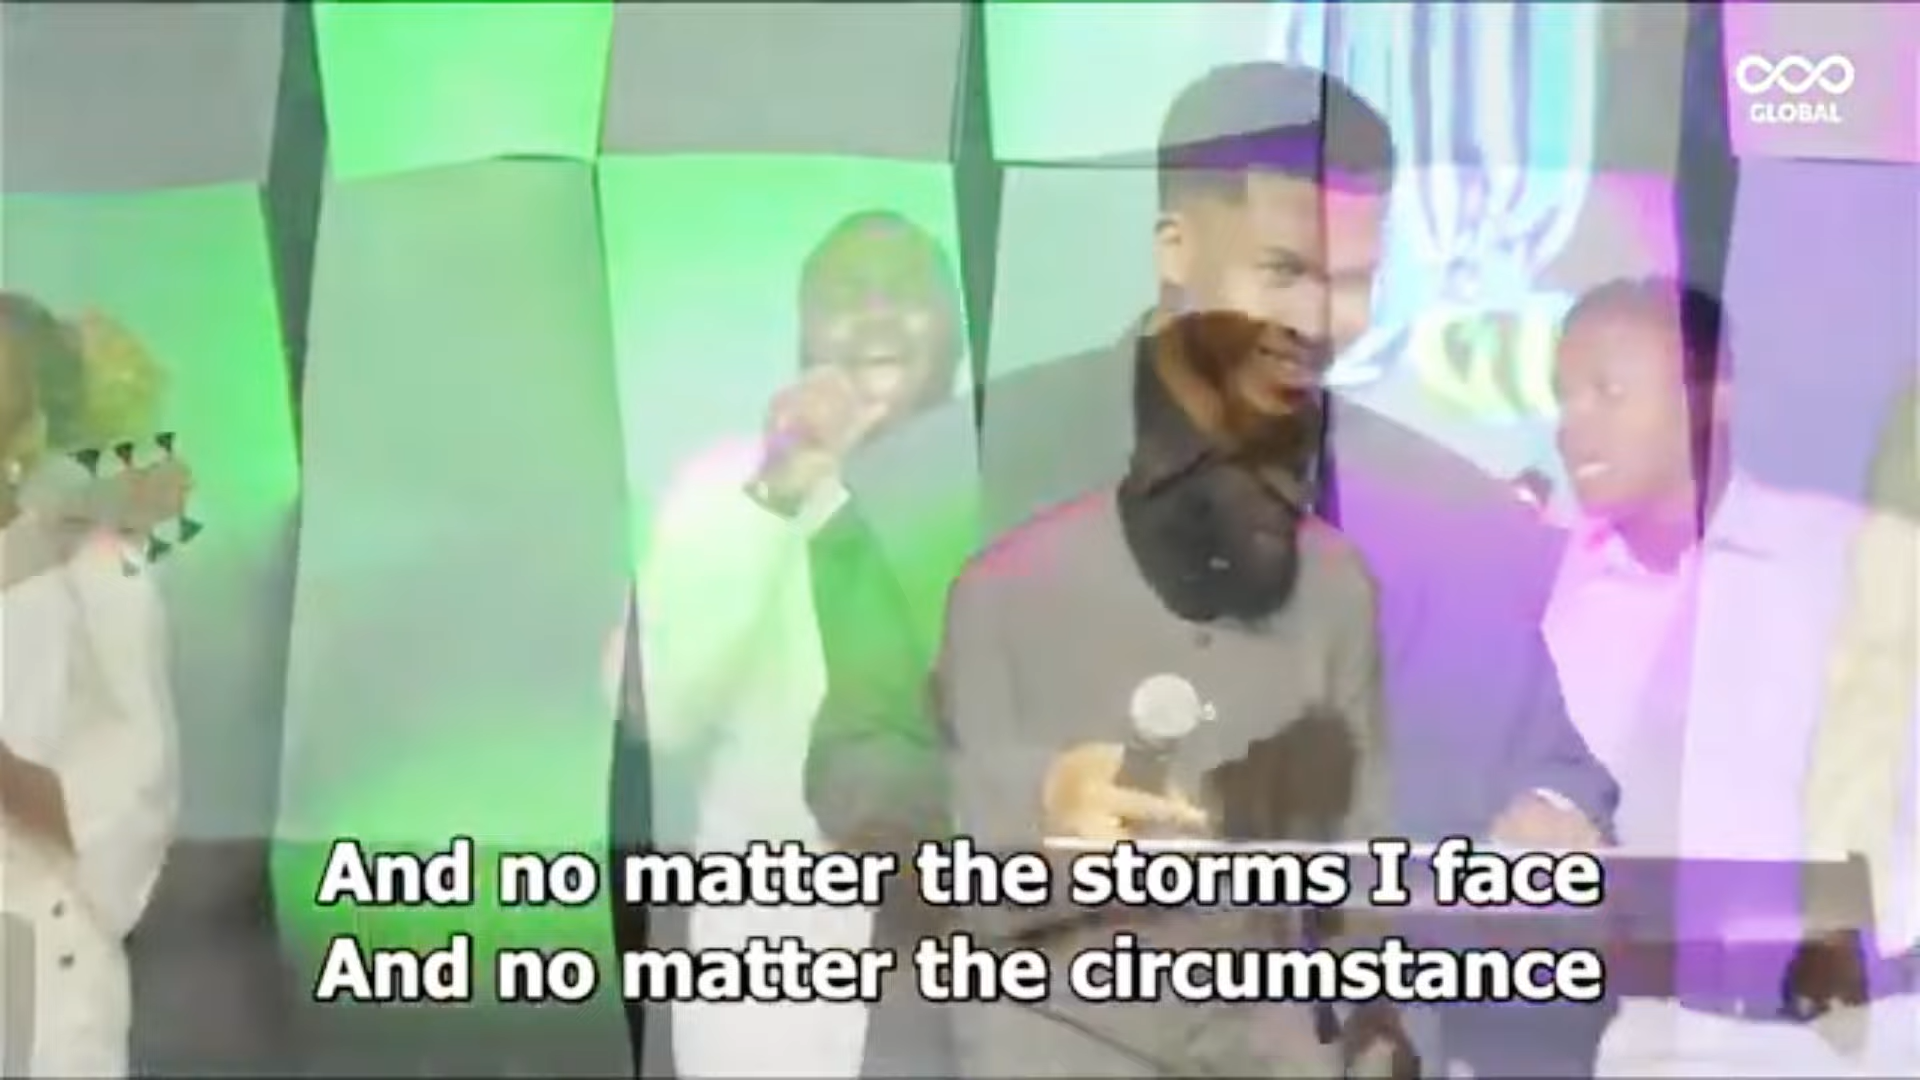 GLOBAL
And no matter the storms I face
And no matter the circumstance